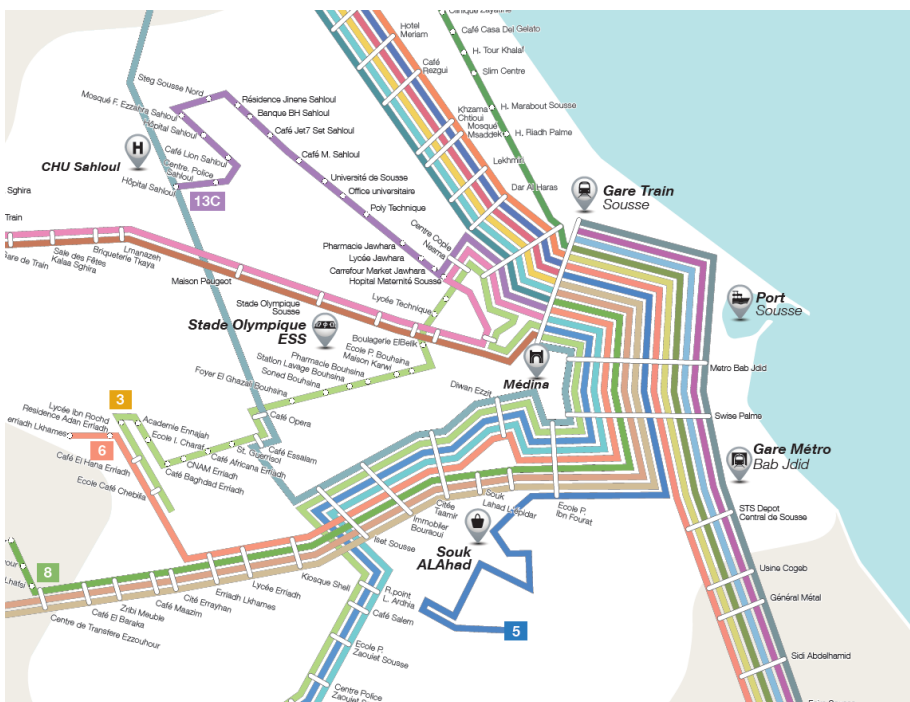 Hotel
Meriam
Café
Rezgui
Café Casa Del Gelato
H. Tour Khalaf
Slim Centre
H. Marabout Sousse
H. Riadh Palme
Khzama
Chtioui
Mosqué
Msaddek
Lekhmiri
Dar Al Haras
Gare Train
Sousse
Steg Sousse Nord
Mosqué F. Ezzahra Sahloul
Hôpital Sahloul
Café Lion Sahloul
Centre. Police
Sahloul
Hôpital Sahloul
CHU Sahloul
H
13C
Résidence Jinene Sahloul
Banque BH Sahloul
Café Jet7 Set Sahloul
Café M. Sahloul
Université de Sousse
Office universitaire
Poly Technique
Centre Cople
Neama
Pharmacie Jawhara
Lycée Jawhara
Carrefour Market Jawhara
Hopital Maternité Sousse
Lycée Technique
Sghira
Train
Gare de Train
Sale des Fêtes
Kalaa Sghira
Briqueterie Tkaya
Lmanazeh
Maison Peugeot
Stade Olympique
Sousse
Stade Olympique
ESS
Boulagerie ElBelk
Ecole P. Bouhsina
Maison Karwi
Pharmacie Bouhsina
Station Lavage Bouhsina
Soned Bouhsina
Foyer El Ghazali Bouhsina
Café Opera
Café Essalam
St. Goerrisol
Café Africana Erriadh
CNAM Erriadh
Café Baghdad Erriadh
Ecole I. Charaf
Academie Ennajah
3
Lycée Ibn Rochd
Residence Adan Erriadh
erriadh Lkhames
6
Café El Hana Erriadh
Ecole Café Chebilia
Port
Sousse
Metro Bab Jdid
Swise Palme
Médina
Diwan Ezzit
Gare Métro
Bab Jdid
STS Depot
Central de Sousse
Usine Cogeb
Général Métal
Sidi Abdelhamid
Ecole P.
Ibn Fourat
Souk
Lahad Lepidar
Citée
Taamir
Immobilier
Bouraoui
Iset Sousse
Souk
ALAhad
5
Kiosque Shell
Lycée Erriadh
Erriadh Lkhames
Cité Errayhan
Café Maazim
Zribi Meuble
Café El Baraka
Centre de Transfere Ezzouhour
8
Lhafsi
R.point
L. Ardhia
Café Salem
Ecole P.
Zaouiet Sousse
Centre Police